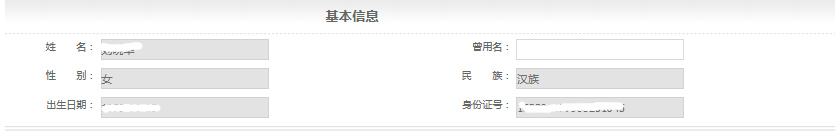 基本信息
姓 名： 曾用名：
性 别： 女 民 族： 汉族
出生日期： 身份证号：